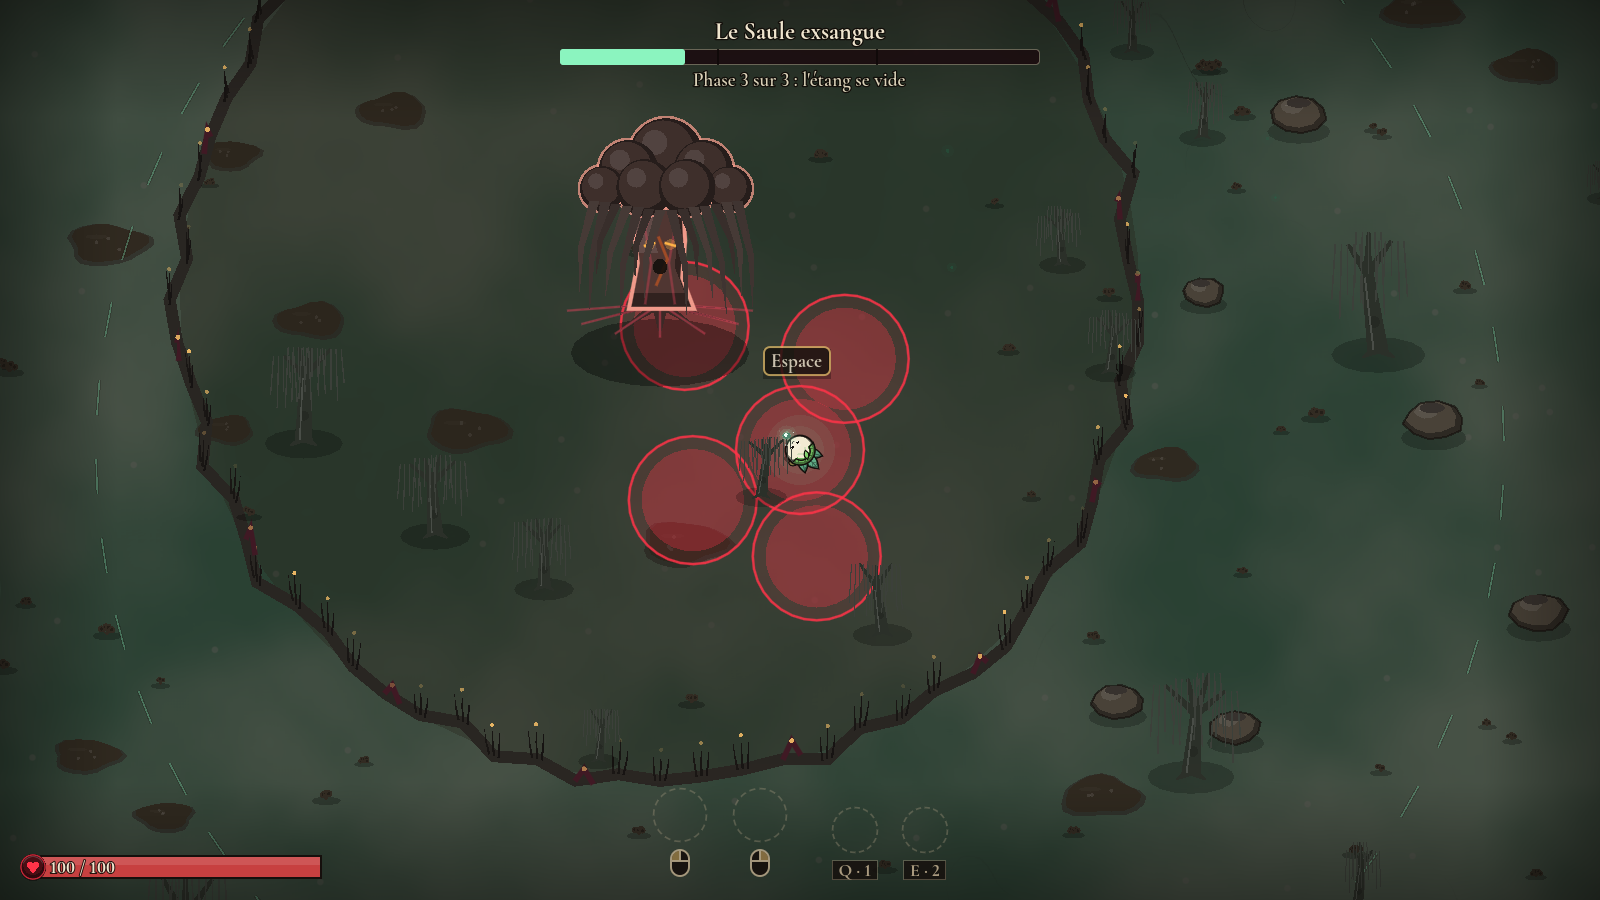 Le Saule exsangue
Phase 3 sur 3 : l'étang se vide
Espace
100 / 100
Q · 1
E · 2